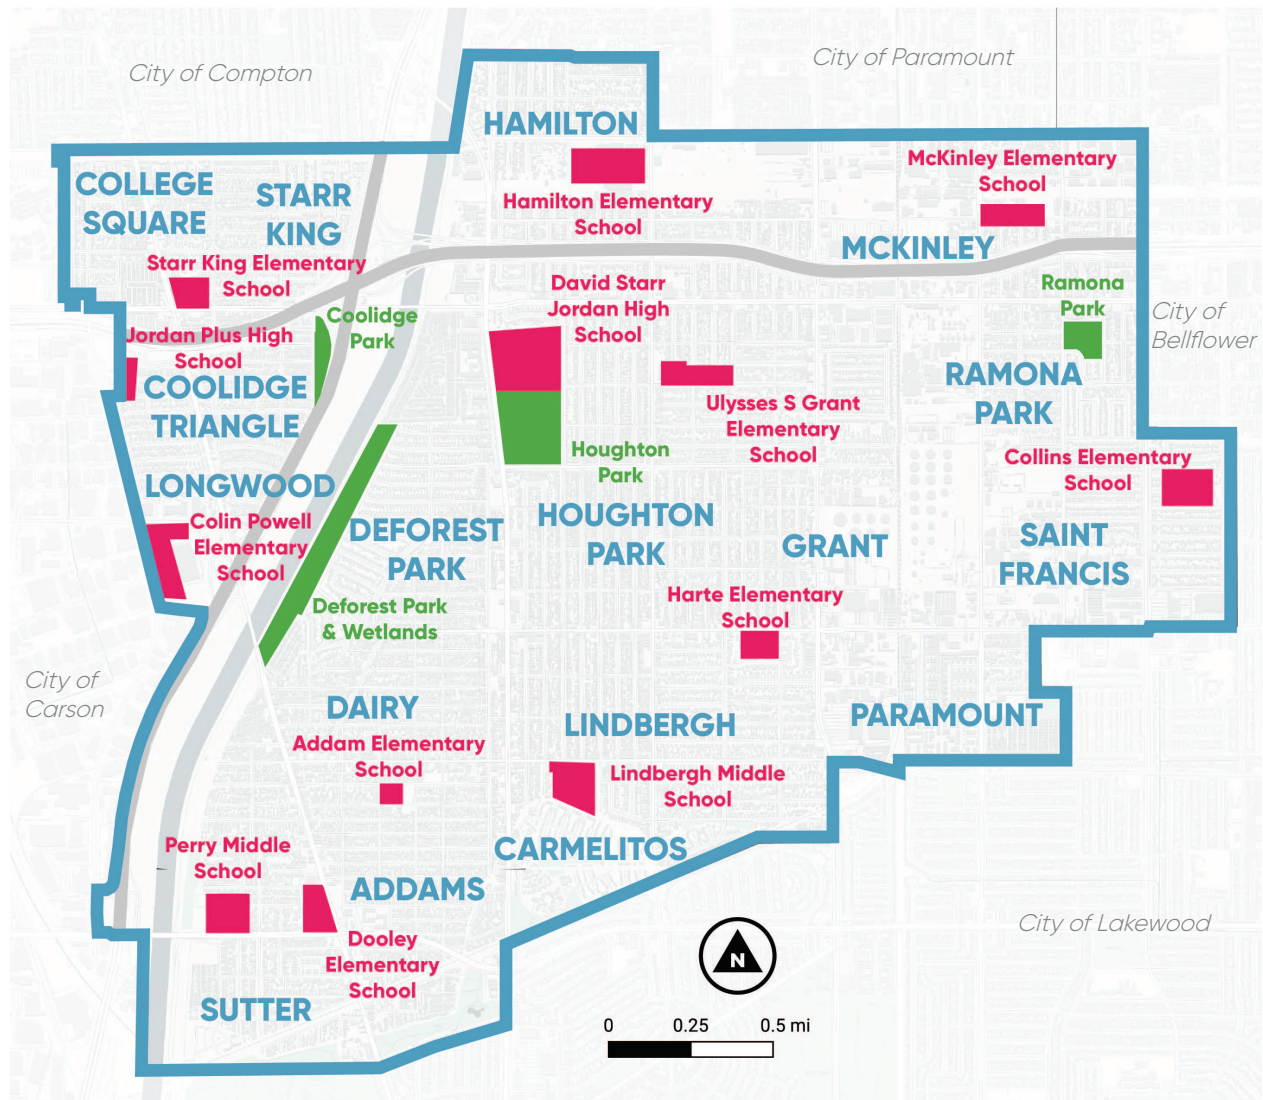 City of Compton
City of Paramount
HAMILTON
COLLEGE
SQUARE
STARR
KING
Hamilton Elementary
School
McKinley Elementary
School
MCKINLEY
Starr King Elementary
School
David Starr
Jordan High
School
Ramona
Park
City of
Bellflower
Coolidge
Park
Jordan Plus High
School
COOLIDGE
TRIANGLE
RAMONA
PARK
Ulysses S Grant
Elementary
School
Houghton
Park
Collins Elementary
School
LONGWOOD
Colin Powell
Elementary
School
DEFOREST
PARK
HOUGHTON
PARK
GRANT
SAINT
FRANCIS
Deforest Park
& Wetlands
Harte Elementary
School
City of
Carson
DAIRY
LINDBERGH
PARAMOUNT
Addam Elementary
School
Lindbergh Middle
School
Perry Middle
School
CARMELITOS
ADDAMS
Dooley
Elementary
School
City of Lakewood
SUTTER
N
0 0.25 0.5 mi